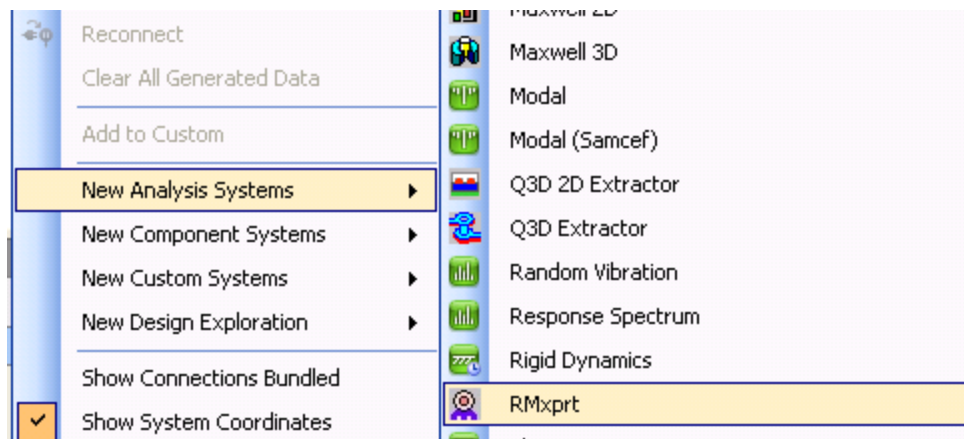 Reconnect
Clear All Generated Data
Add to Custom
New Analysis Systems
New Component Systems
New Custom Systems
New Design Exploration
Show Connections Bundled
Show System Coordinates
Maxwell 2D
Maxwell 3D
Modal
Modal (Samcef)
Q3D 2D Extractor
Q3D Extractor
Random Vibration
Response Spectrum
Rigid Dynamics
RMxprt